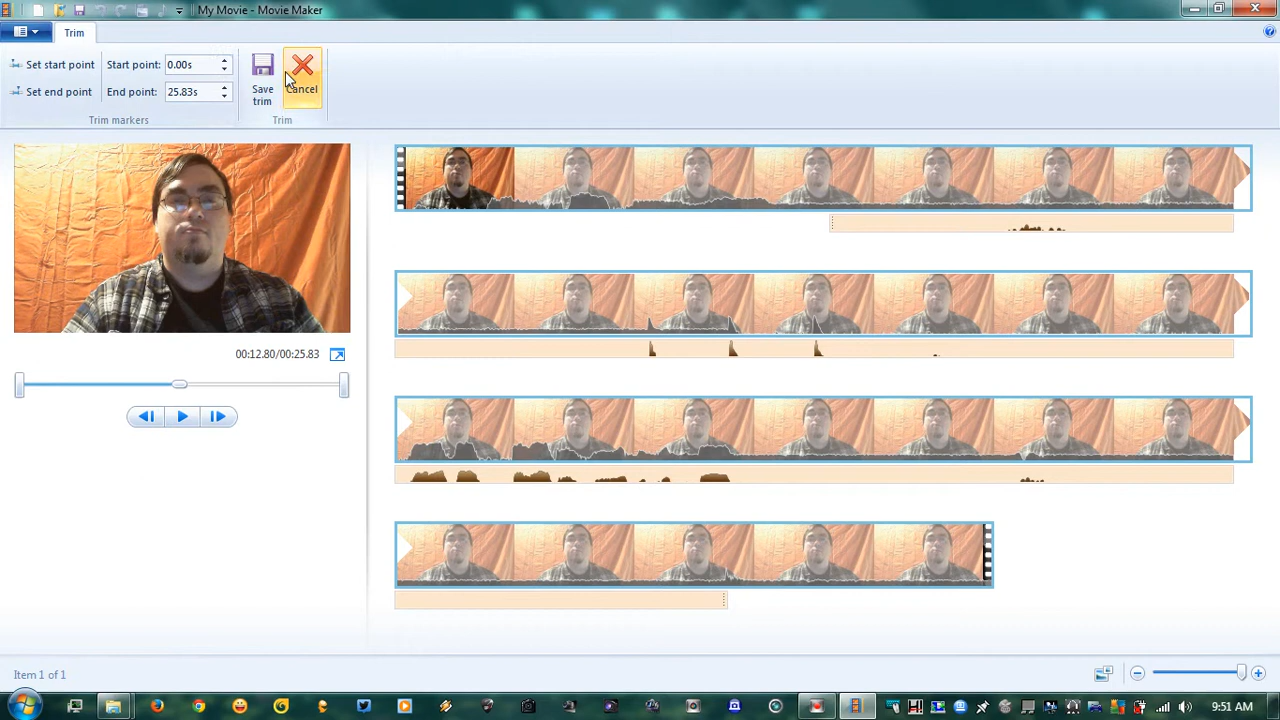 My Movie - Movie Maker
Trim
Set start point
Start point: 0.00s
Set end point
End point: 25.83s
Save trim
Cancel
Trim markers
Trim
00:12.80/00:25.83
Item 1 of 1
9:51 AM